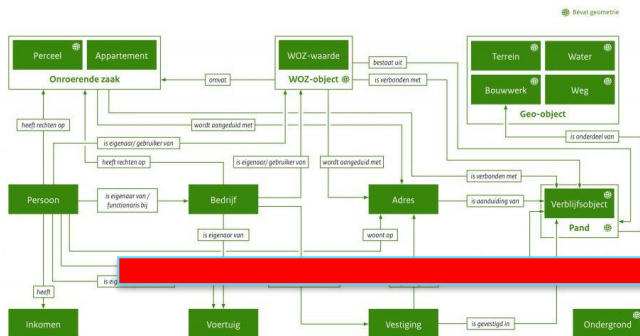 Bevat geometrie
Perceel
Appartement
Onroerende zaak
omvat
WOZ-waarde
WOZ-object
bestaat uit
is verbonden met
Terrein
Water
Bouwwerk
Weg
Geo-object
heeft rechten op
wordt aangeduid met
is eigenaar/ gebruiker van
is onderdeel van
heeft rechten op
is eigenaar/ gebruiker van
wordt aangeduid met
is verbonden met
Persoon
is eigenaar van /
functionaris bij
Bedrijf
Adres
is aanduiding van
Verblijfsobject
Pand
is eigenaar van
woont op
heeft
Inkomen
Voertuig
Vestiging
is gevestigd in
Ondergrond